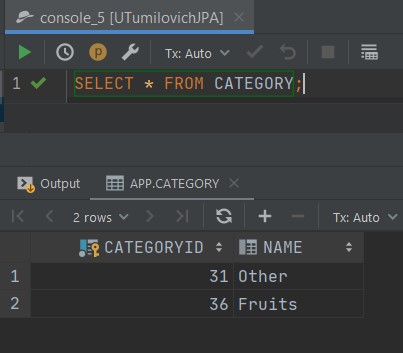 console_5 [UTumilovichJPA]
Tx: Auto
1 SELECT * FROM CATEGORY;
Output APP.CATEGORY
2 rows Tx: Auto
CATEGORYID NAME
1 31 Other
2 36 Fruits